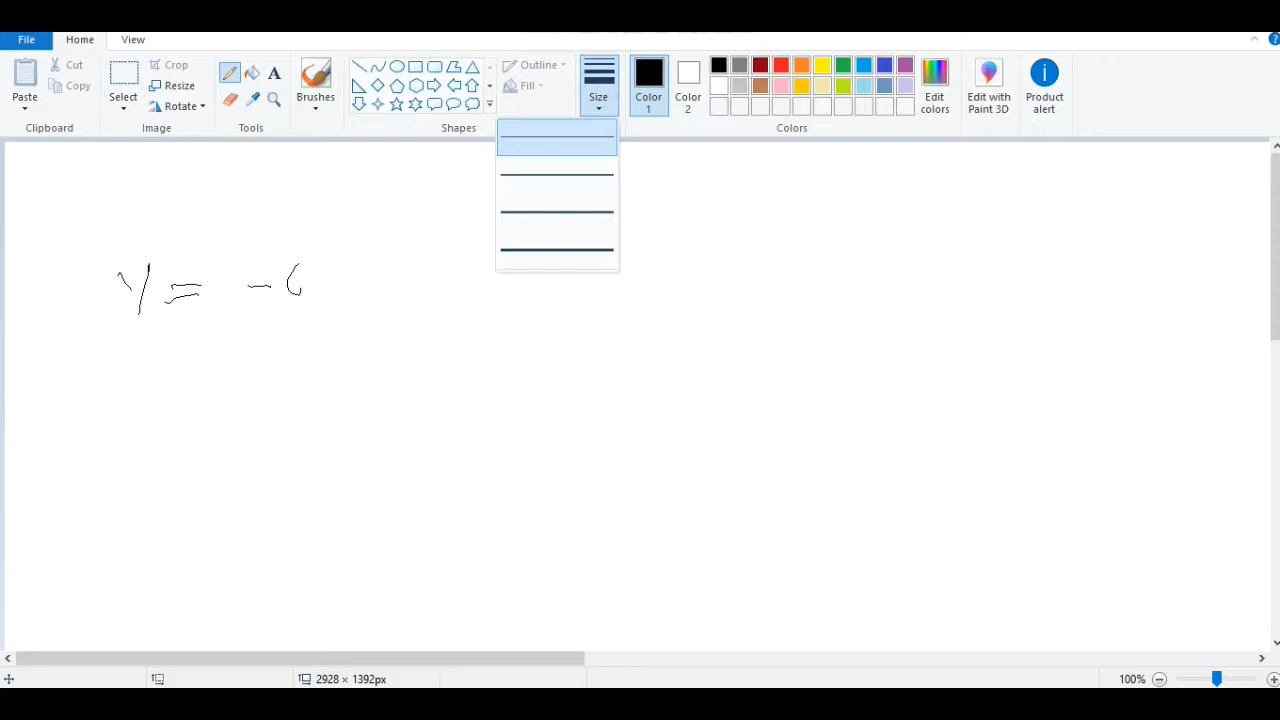 File Home View
Paste Cut Copy Clipboard
Select Crop Resize Rotate Image
Tools
Brushes
Shapes Outline Fill
Size
Color 1 Color 2 Edit colors Colors
Edit with Paint 3D Product alert
y = -
2928 × 1392px 100%